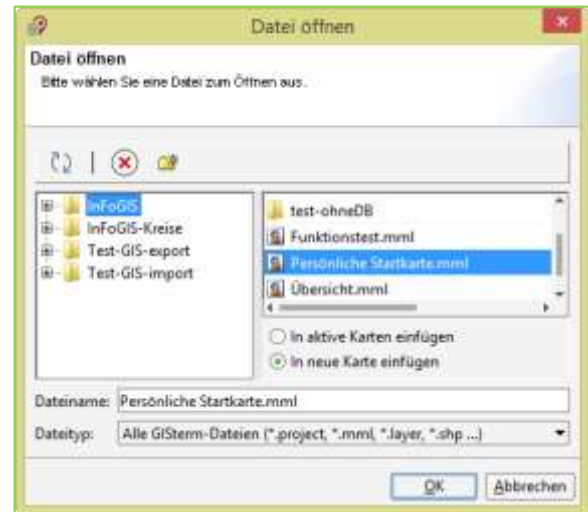 Datei öffnen
Datei öffnen
Bitte wählen Sie eine Datei zum Öffnen aus.
InFoGIS
InFoGIS-Kreise
Test-GIS-export
Test-GIS-import
test-ohneDB
Funktionstest.mml
Persönliche Startkarte.mml
Übersicht.mml
In aktive Karten einfügen
In neue Karte einfügen
Dateiname: Persönliche Startkarte.mml
Dateityp: Alle GISterm-Dateien (*.project, *.mml, *.layer, *.shp ...)
OK Abbrechen